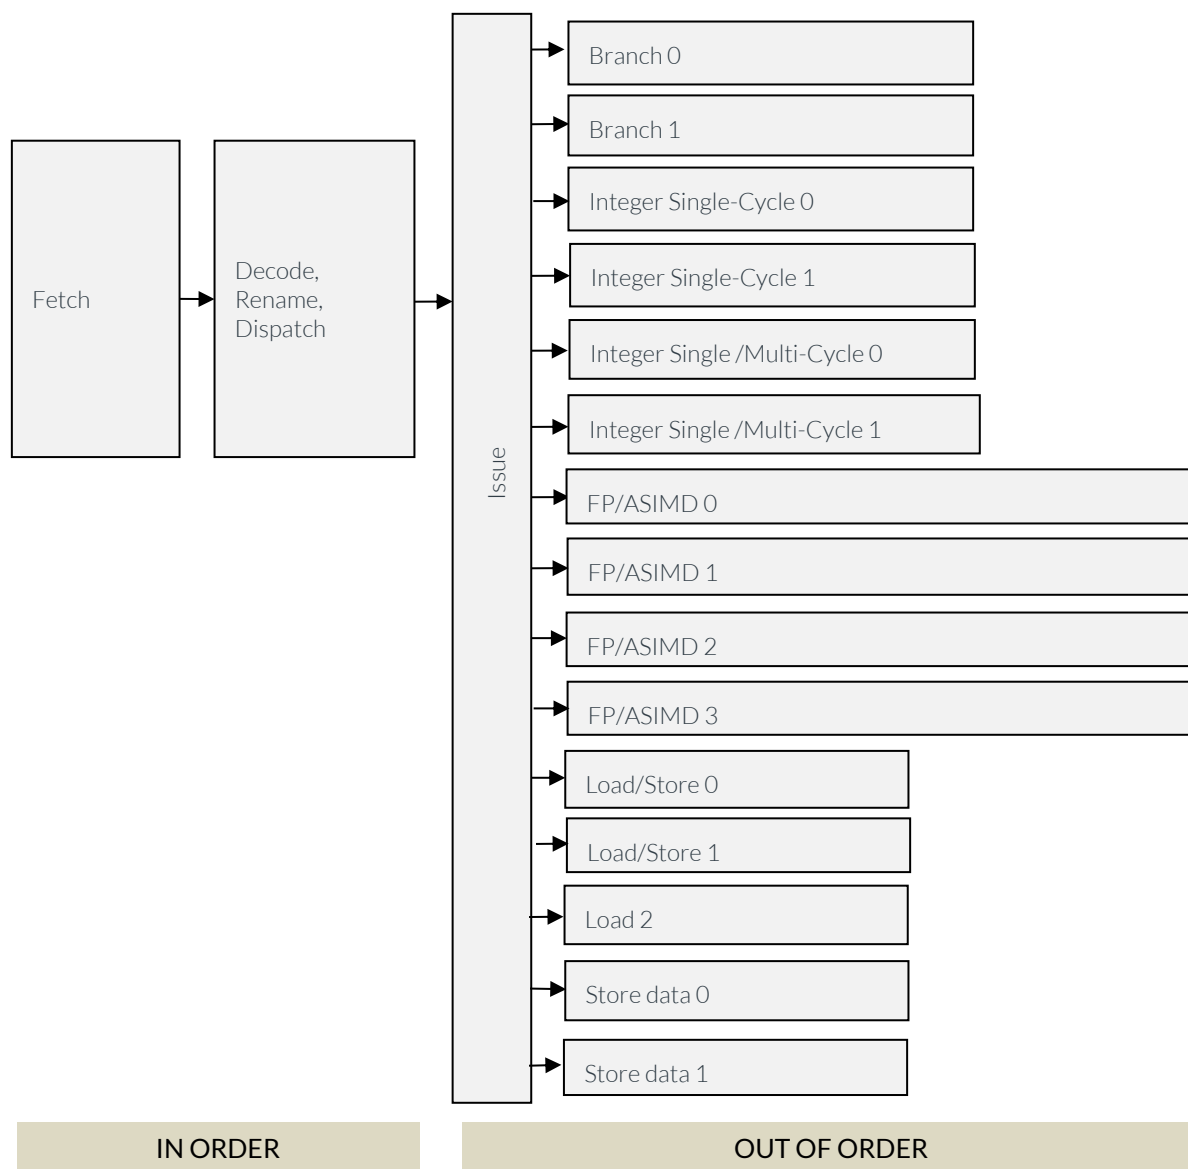 Branch 0
Branch 1
Integer Single-Cycle 0
Fetch
Decode,
Rename,
Dispatch
Integer Single-Cycle 1
Integer Single /Multi-Cycle 0
Integer Single /Multi-Cycle 1
Issue
FP/ASIMD 0
FP/ASIMD 1
FP/ASIMD 2
FP/ASIMD 3
Load/Store 0
Load/Store 1
Load 2
Store data 0
Store data 1
IN ORDER
OUT OF ORDER